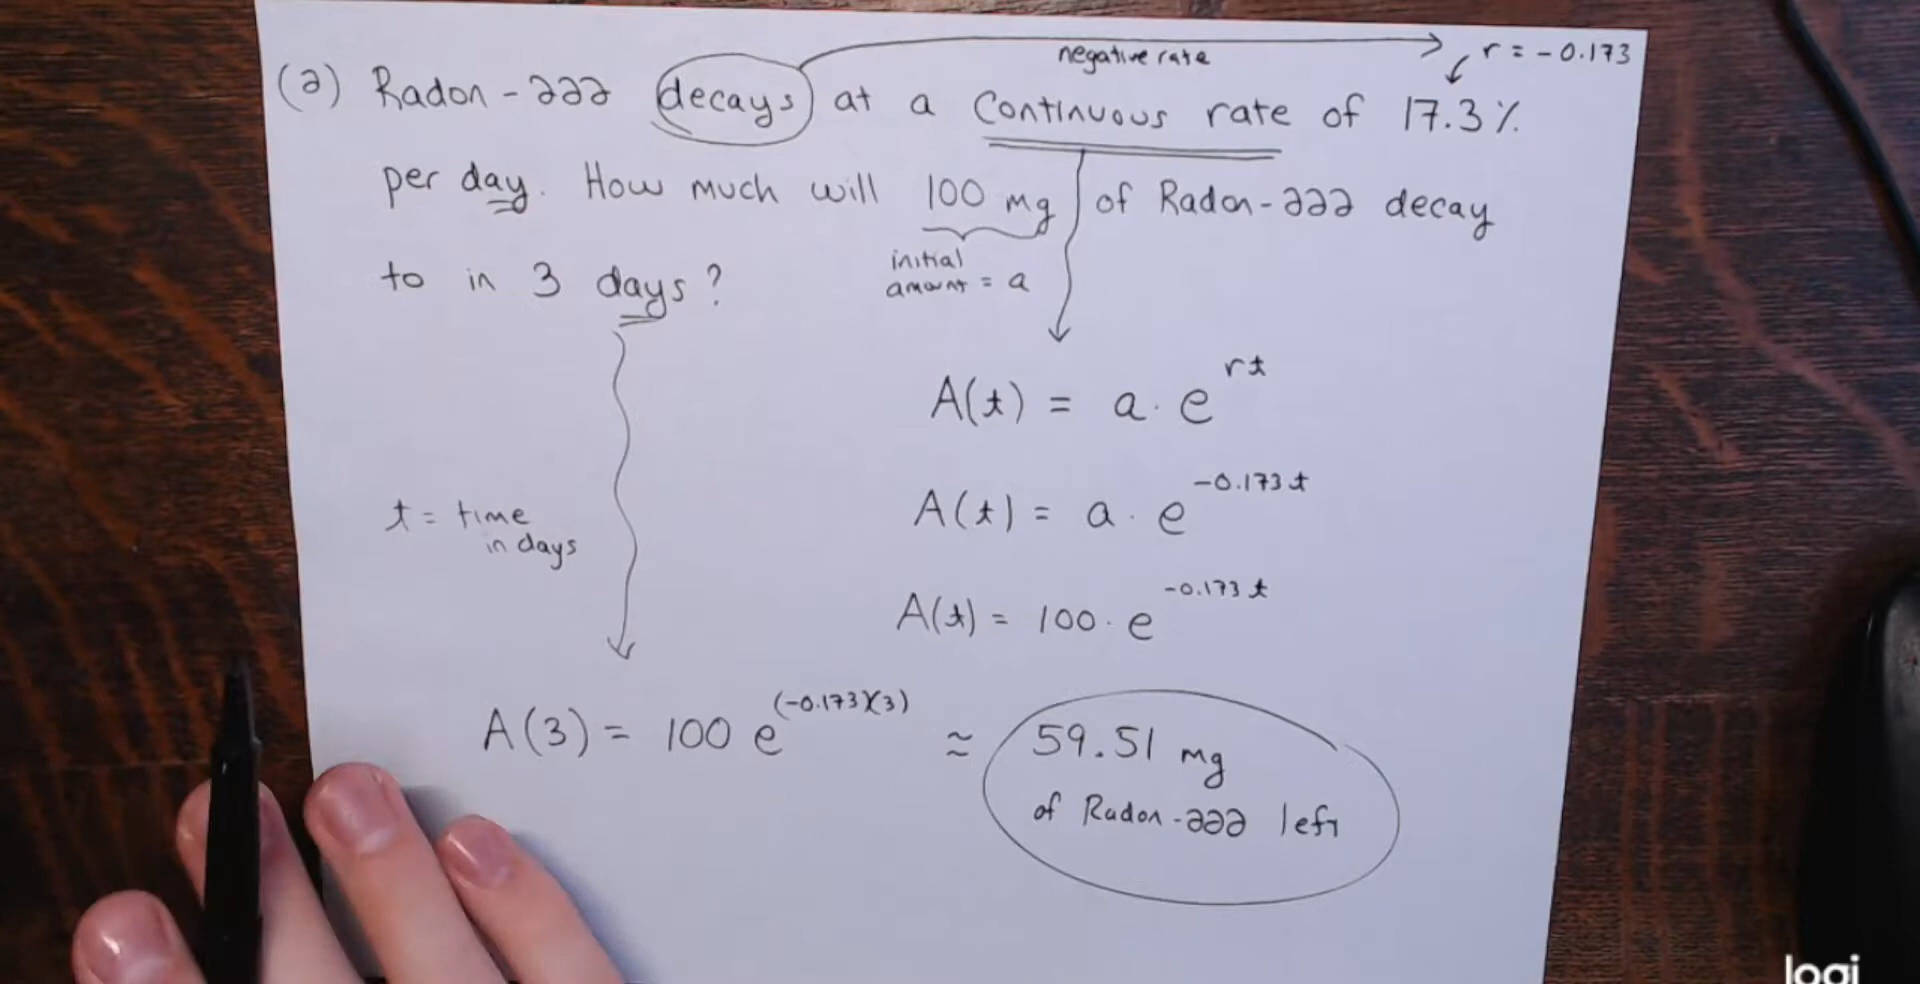 negative rate
r = -0.173
(2) Radon-222 decays at a continuous rate of 17.3%
per day. How much will 100 mg of Radon-222 decay
to in 3 days?
initial
amount = a
A(t) = a · e^rt
t = time
in days
A(t) = a · e^-0.173t
A(t) = 100 · e^-0.173t
A(3) = 100 e^(-0.173)(3) ≈ 59.51 mg
of Radon-222 left
logi